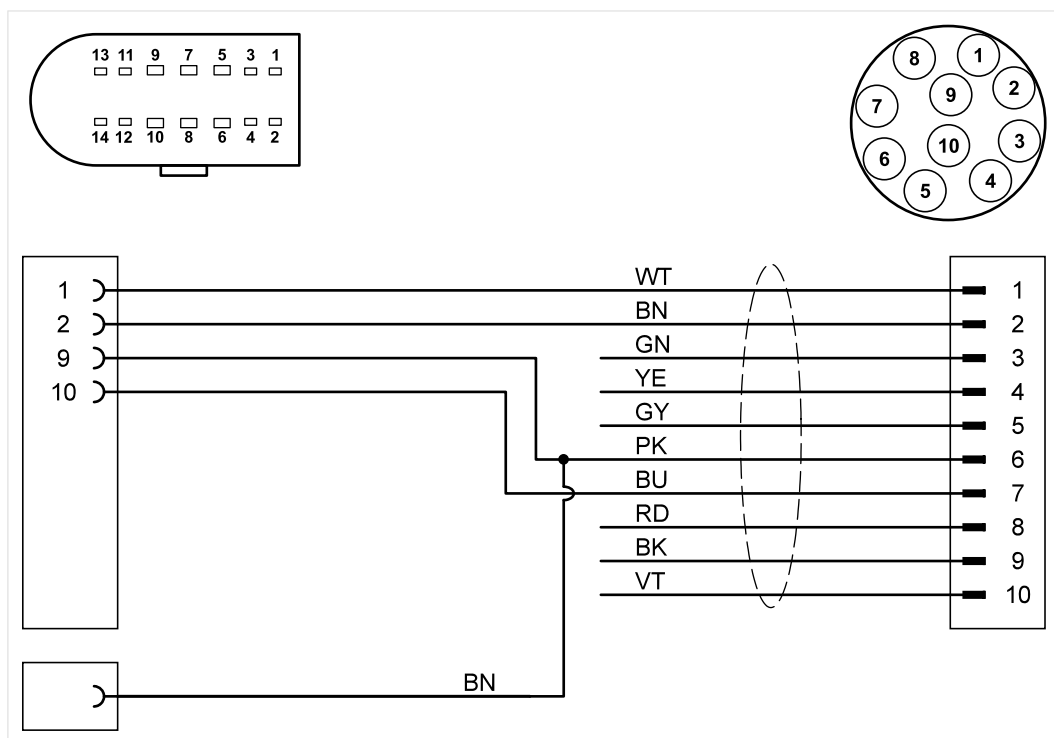 13 11 9 7 5 3 1
14 12 10 8 6 4 2
8 1
9 2
7
10 3
6
5 4
1 WT 1
2 BN 2
9 GN 3
10 YE 4
GY 5
PK 6
BU 7
RD 8
BK 9
VT 10
BN